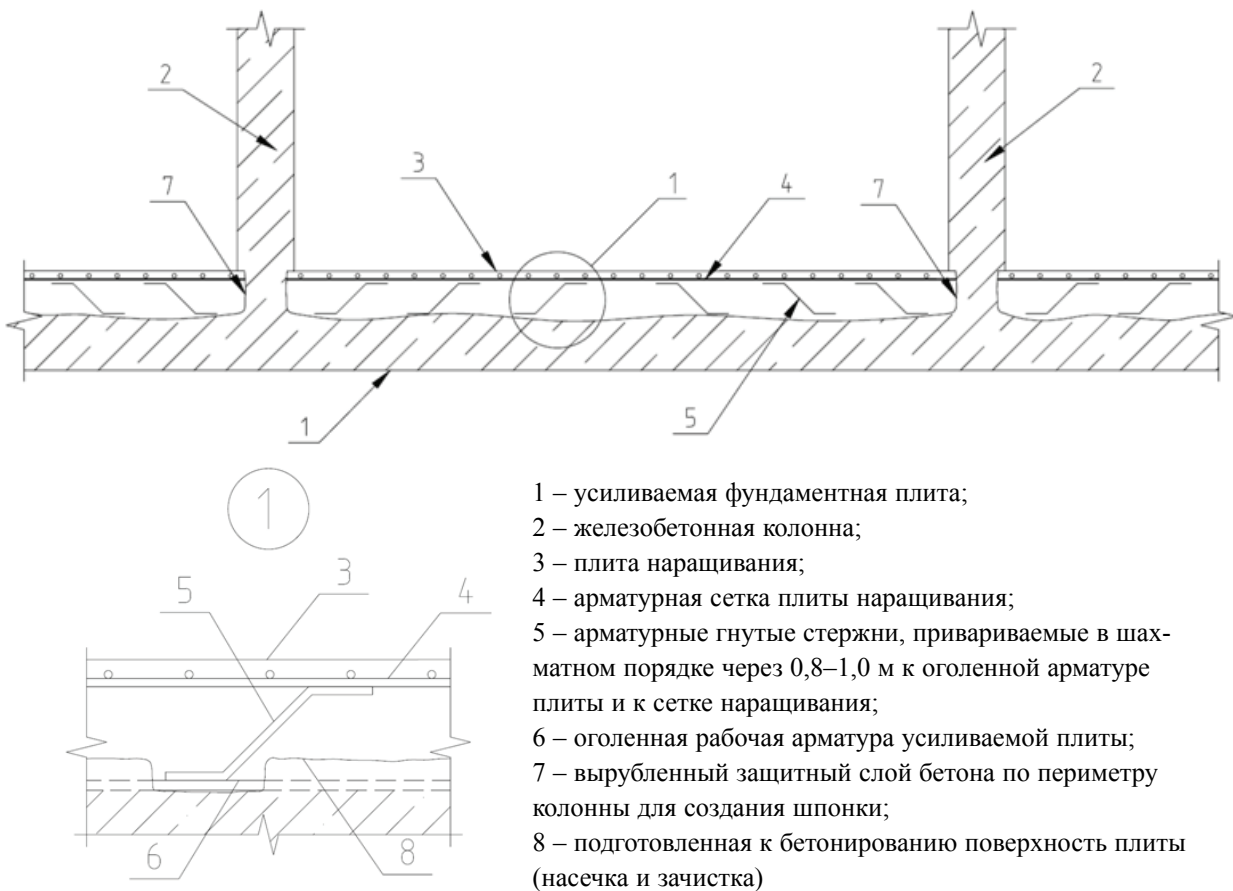 2
2
3
1
4
7
7
1
5
1
5
3
4
6
8
1 – усиливаемая фундаментная плита;
2 – железобетонная колонна;
3 – плита наращивания;
4 – арматурная сетка плиты наращивания;
5 – арматурные гнутые стержни, привариваемые в шах-
матном порядке через 0,8–1,0 м к оголенной арматуре
плиты и к сетке наращивания;
6 – оголенная рабочая арматура усиливаемой плиты;
7 – вырубленный защитный слой бетона по периметру
колонны для создания шпонки;
8 – подготовленная к бетонированию поверхность плиты
(насечка и зачистка)